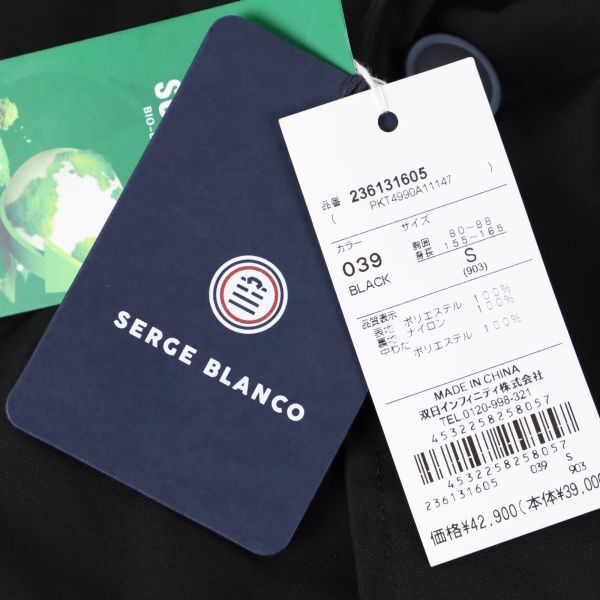 BIO-
SERGE BLANCO
品番 236131605
( PKT4990A11147 )
カラー サイズ
039 胸囲 80~88
身長 155~165
BLACK S
(903)
品質表示
表地 ポリエステル 100%
裏地 ナイロン 100%
中わた ポリエステル 100%
MADE IN CHINA
双日インフィニティ株式会社
TEL.0120-998-321
4532258258057
4532258258057
236131605 039 S 903
価格¥42,900(本体¥39,000